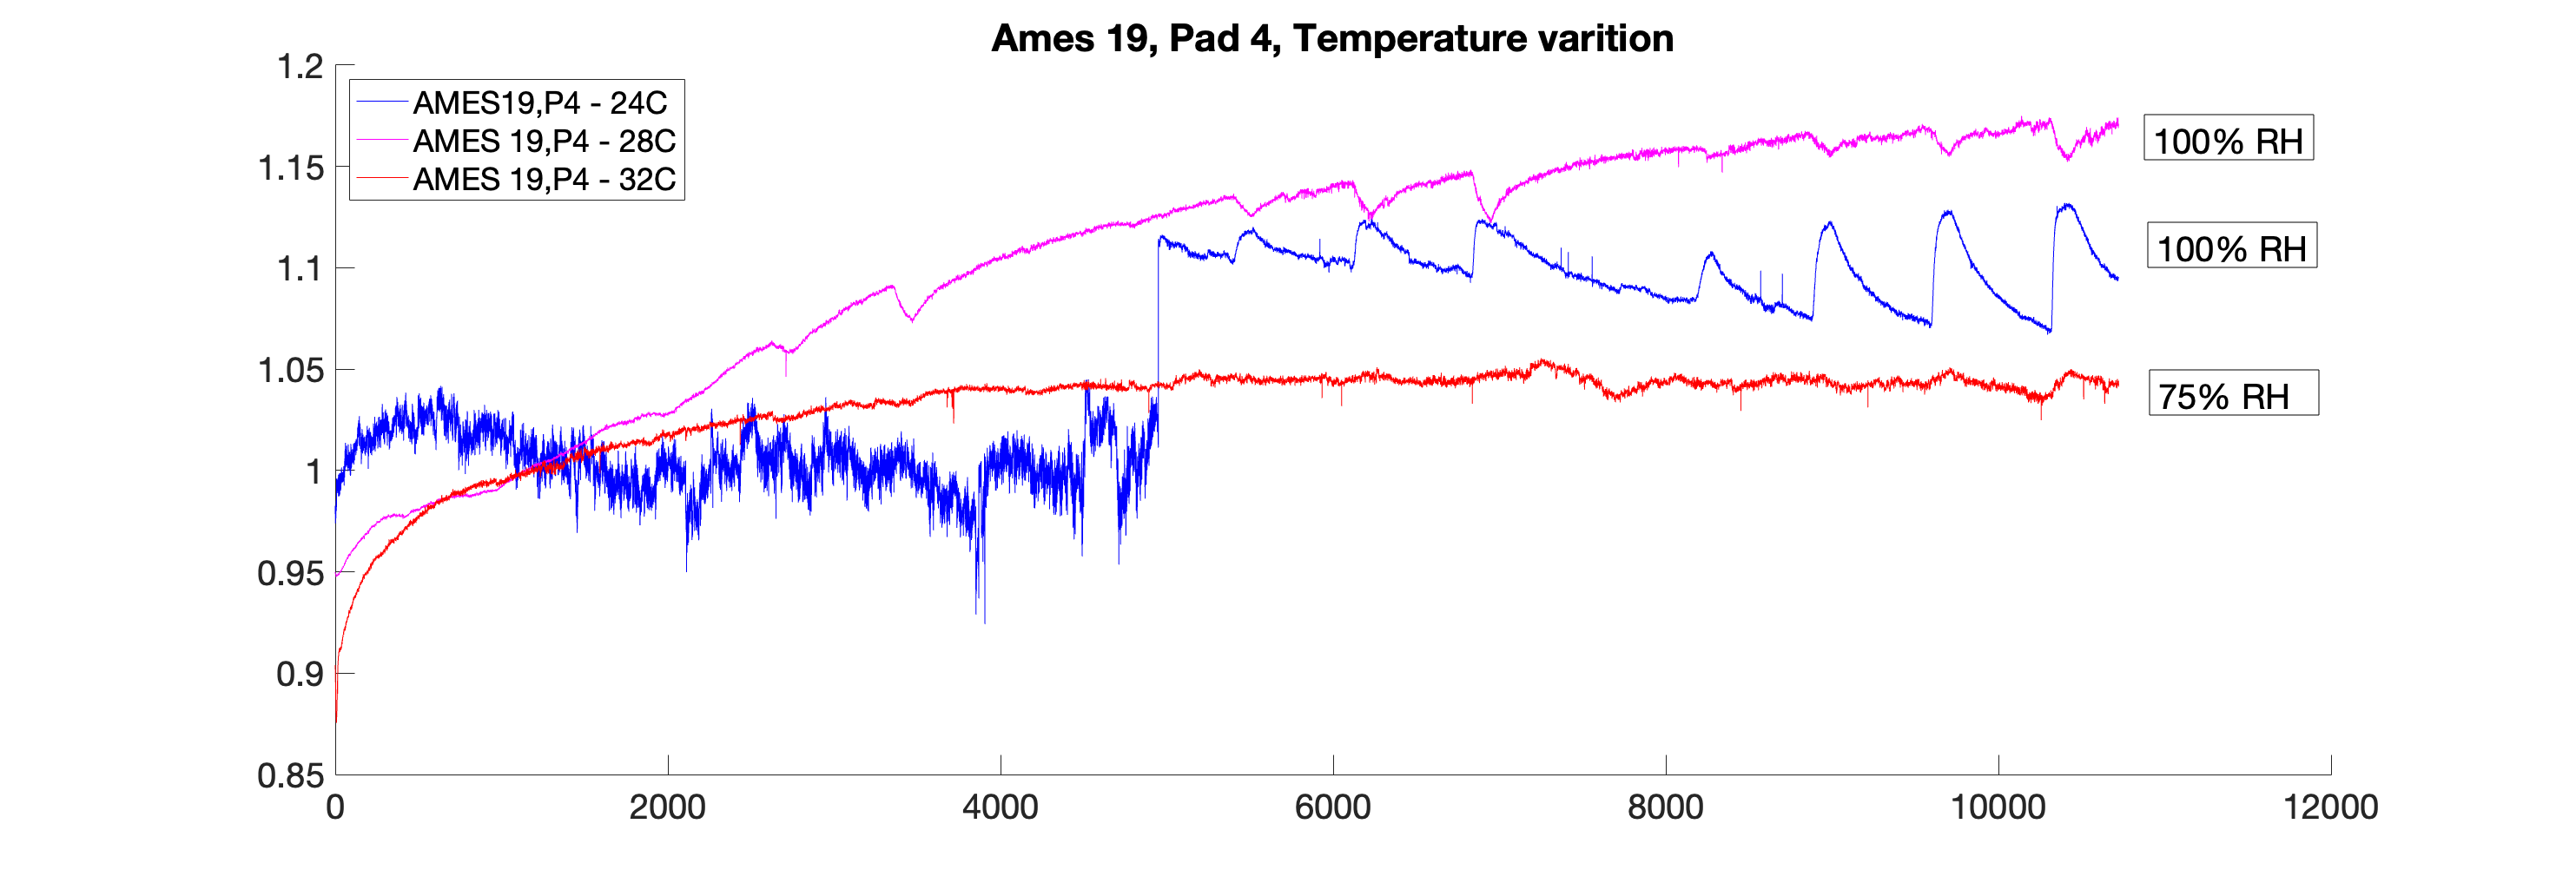 Ames 19, Pad 4, Temperature varition
1.2
1.15
1.1
1.05
1
0.95
0.9
0.85
AMES19,P4 - 24C
AMES 19,P4 - 28C
AMES 19,P4 - 32C
100% RH
100% RH
75% RH
0 2000 4000 6000 8000 10000 12000